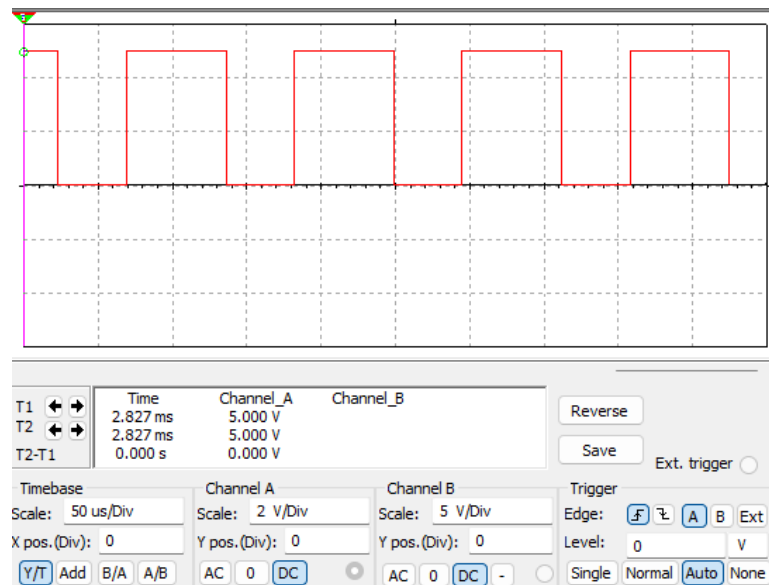 Time Channel_A Channel_B
T1 2.827 ms 5.000 V
T2 2.827 ms 5.000 V
T2-T1 0.000 s 0.000 V
Reverse
Save
Ext. trigger
Timebase
Scale: 50 us/Div
X pos.(Div): 0
Y/T Add B/A A/B
Channel A
Scale: 2 V/Div
Y pos.(Div): 0
AC 0 DC
Channel B
Scale: 5 V/Div
Y pos.(Div): 0
AC 0 DC -
Trigger
Edge: A B Ext
Level: 0 V
Single Normal Auto None